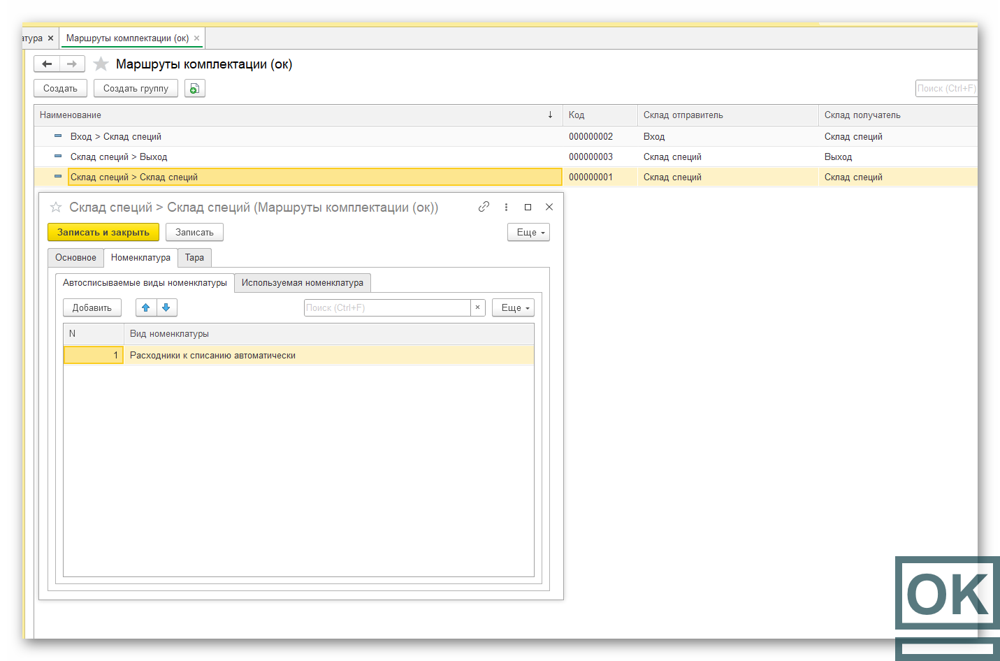 атура
Маршруты комплектации (ок)
Маршруты комплектации (ок)
Создать
Создать группу
Поиск (Ctrl+F)
Наименование
Код
Склад отправитель
Склад получатель
Вход > Склад специй
000000002
Вход
Склад специй
Склад специй > Выход
000000003
Склад специй
Выход
Склад специй > Склад специй
000000001
Склад специй
Склад специй
Склад специй > Склад специй (Маршруты комплектации (ок))
Записать и закрыть
Записать
Еще
Основное
Номенклатура
Тара
Автосписываемые виды номенклатуры
Используемая номенклатура
Добавить
Поиск (Ctrl+F)
Еще
N
Вид номенклатуры
1
Расходники к списанию автоматически
OK